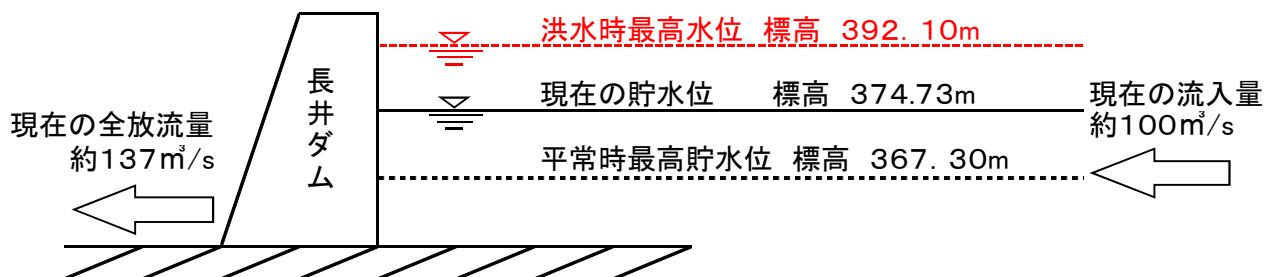 洪水時最高水位 標高 392．10m
長井ダム
現在の貯水位 標高 374.73m
現在の流入量
約100㎥/s
現在の全放流量
約137㎥/s
平常時最高貯水位 標高 367．30m